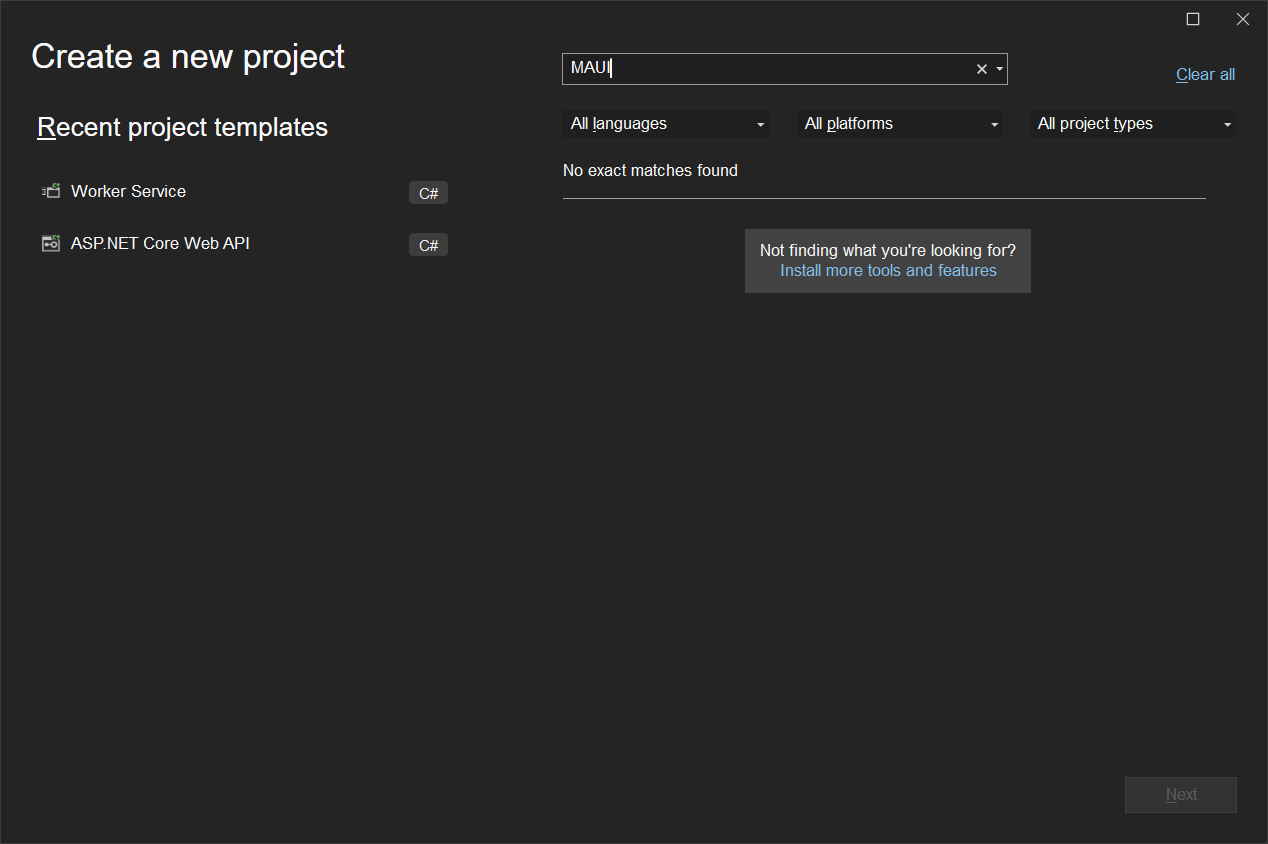 Create a new project
MAUI
Clear all
Recent project templates
All languages
All platforms
All project types
No exact matches found
Worker Service
C#
ASP.NET Core Web API
C#
Not finding what you're looking for?
Install more tools and features
Next